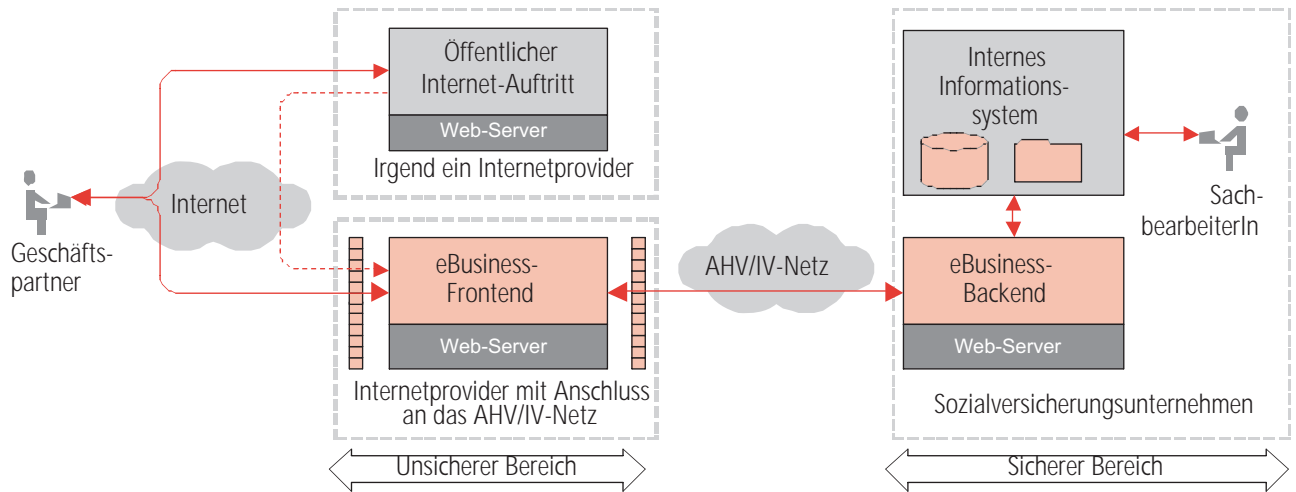 Öffentlicher
Internet-Auftritt
Web-Server
Irgend ein Internetprovider
Internet
Geschäfts-
partner
eBusiness-
Frontend
Web-Server
Internetprovider mit Anschluss
an das AHV/IV-Netz
AHV/IV-Netz
Internes
Informations-
system
Sach-
bearbeiterIn
eBusiness-
Backend
Web-Server
Sozialversicherungsunternehmen
Unsicherer Bereich
Sicherer Bereich